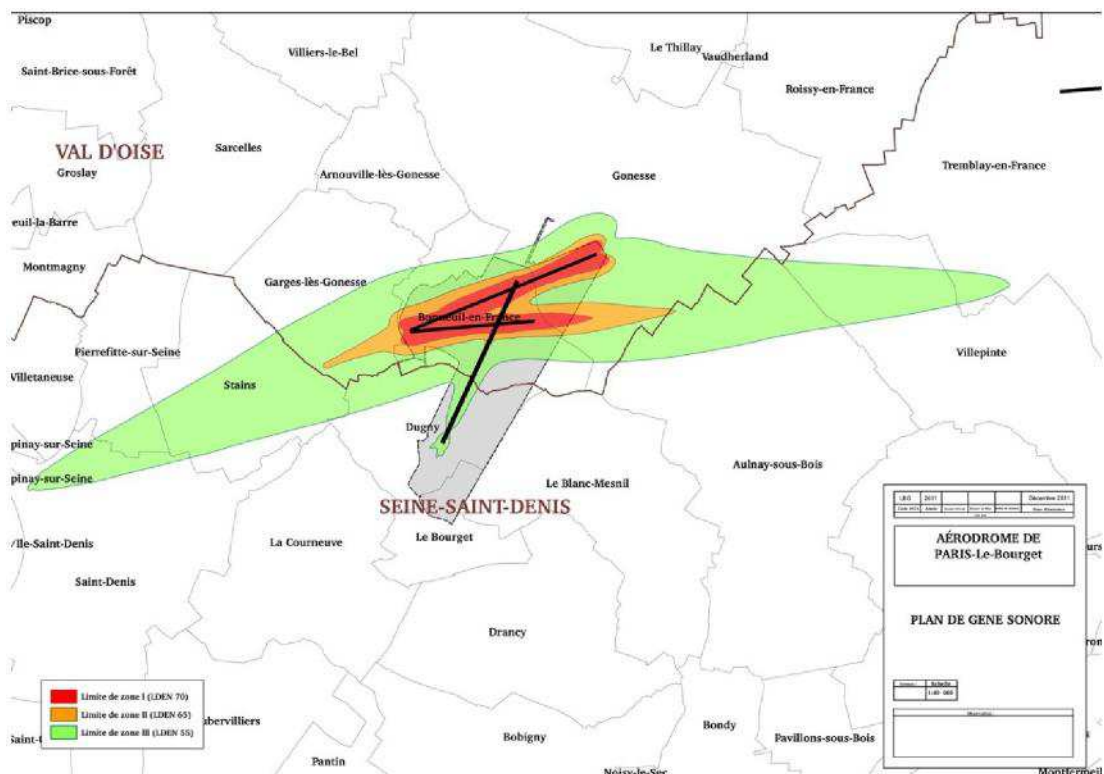 Piscop
Villiers-le-Bel
Le Thillay
Vaudherland
Saint-Brice-sous-Forêt
Roissy-en-France
VAL D'OISE
Sarcelles
Groslay
Arnouville-lès-Gonesse
Gonesse
Tremblay-en-France
euil-la-Barre
Montmagny
Garges-lès-Gonesse
Bonneuil-en-France
Pierrefitte-sur-Seine
Villepinte
Villetaneuse
Stains
Dugny
pinay-sur-Seine
Aulnay-sous-Bois
pinay-sur-Seine
Le Blanc-Mesnil
SEINE-SAINT-DENIS
Le Bourget
La Courneuve
'Ile-Saint-Denis
Saint-Denis
Drancy
LBG 2011 Décembre 2011
AÉRODROME DE
PARIS-Le-Bourget
PLAN DE GENE SONORE
Limite de zone I (LDEN 70)
Limite de zone II (LDEN 65)
Limite de zone III (LDEN 55)
ubervilliers
Bondy
Bobigny
Pavillons-sous-Bois
Pantin
Noisy-le-Sec
Montfermeil